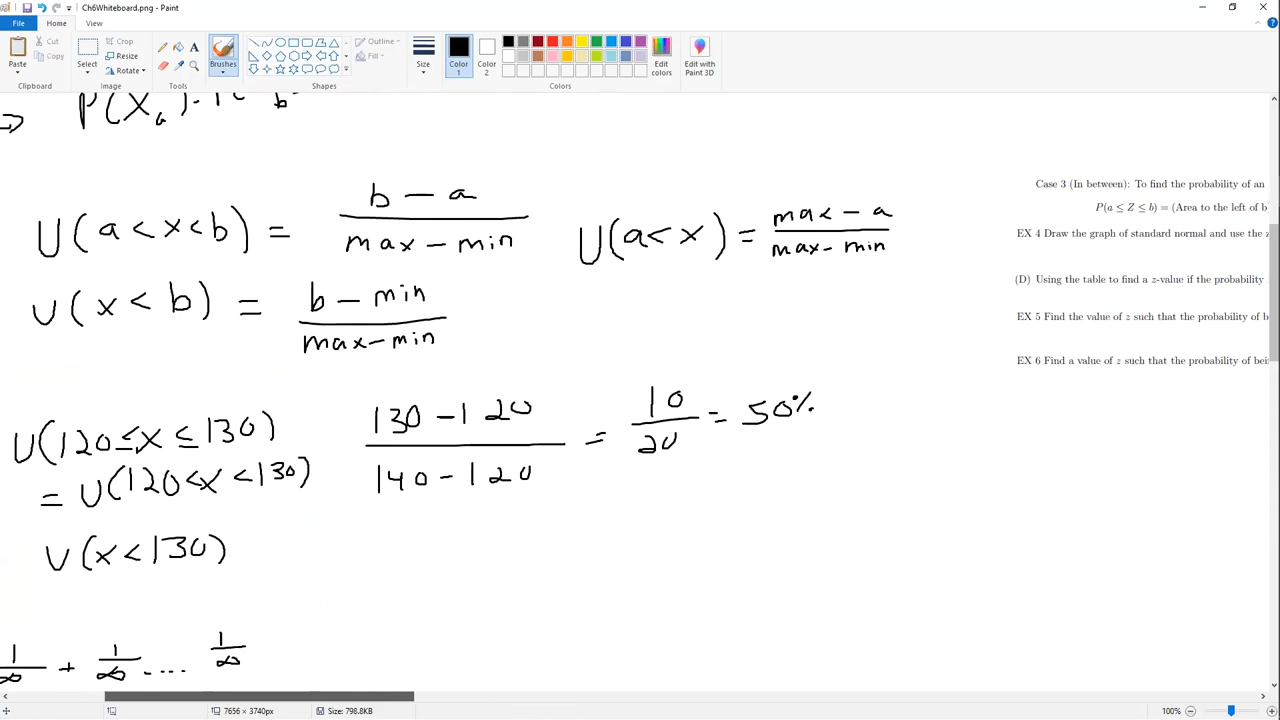 Ch6Whiteboard.png - Paint
File Home View
Paste Cut Copy Clipboard
Select Crop Resize Rotate Image
Tools
Brushes
Shapes Outline Fill
Size
Color 1 Color 2 Edit colors Colors
Edit with Paint 3D
U(a<x<b) = b - a / max - min
U(a<x) = max - a / max - min
U(x<b) = b - min / max - min
U(120≤x≤130) 130 - 120 / 140 - 120 = 10 / 20 = 50%
= U(120<x<130)
U(x<130)
1/∞ + 1/∞ .... 1/∞
Case 3 (In between): To find the probability of an
P(a ≤ Z ≤ b) = (Area to the left of b
EX 4 Draw the graph of standard normal and use the z
(D) Using the table to find a z-value if the probability
EX 5 Find the value of z such that the probability of b
EX 6 Find a value of z such that the probability of bei
7656 × 3740px Size: 798.8KB 100%